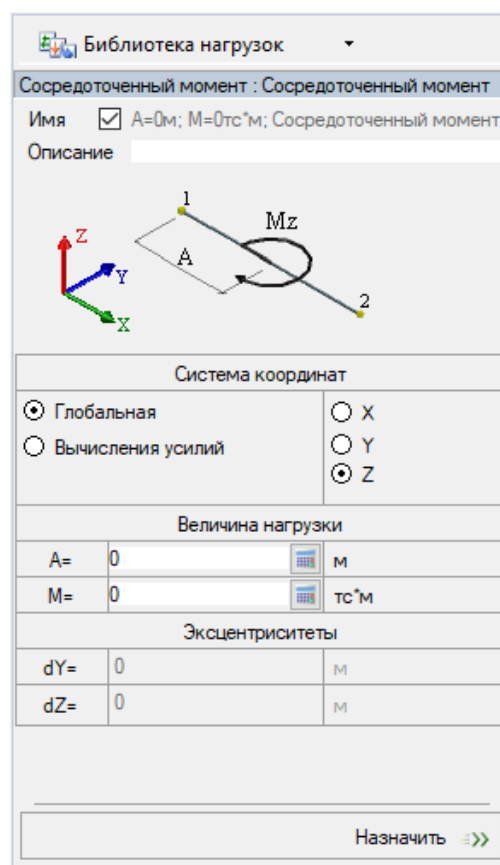 Библиотека нагрузок
Сосредоточенный момент : Сосредоточенный момент
Имя A=0м; M=0тс*м; Сосредоточенный момент
Описание
1
Mz
Z
A
Y
2
X
Система координат
Глобальная X
Вычисления усилий Y
Z
Величина нагрузки
A= 0 м
M= 0 тс*м
Эксцентриситеты
dY= 0 м
dZ= 0 м
Назначить